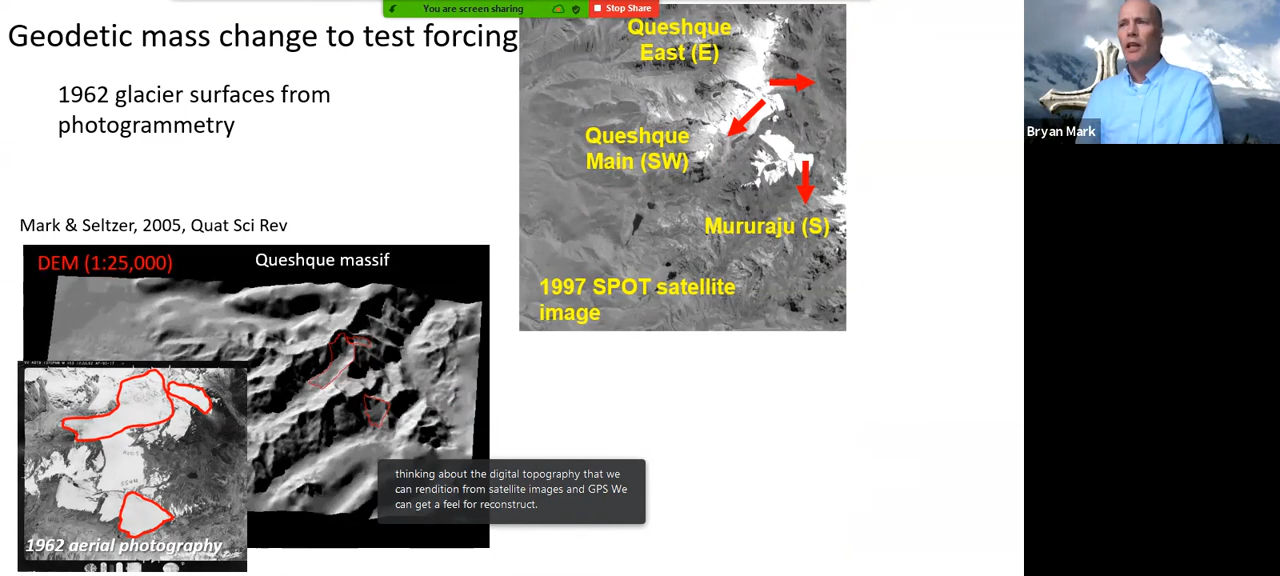 You are screen sharing
Stop Share
Geodetic mass change to test forcing
1962 glacier surfaces from
photogrammetry
Queshque
East (E)
Queshque
Main (SW)
Mururaju (S)
1997 SPOT satellite
image
Bryan Mark
Mark & Seltzer, 2005, Quat Sci Rev
DEM (1:25,000)
Queshque massif
1962 aerial photography
thinking about the digital topography that we
can rendition from satellite images and GPS We
can get a feel for reconstruct.